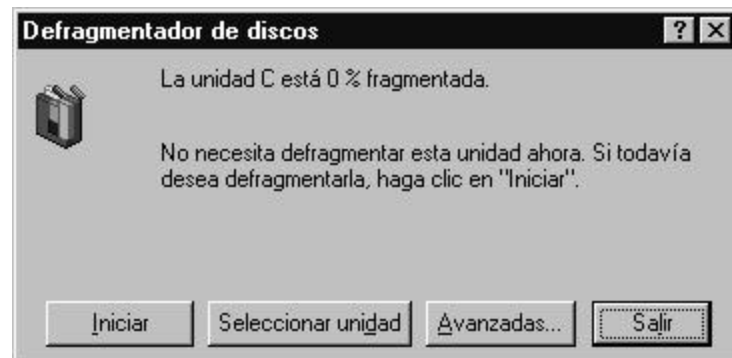 Defragmentador de discos
La unidad C está 0 % fragmentada.
No necesita defragmentar esta unidad ahora. Si todavía
desea defragmentarla, haga clic en "Iniciar".
Iniciar
Seleccionar unidad
Avanzadas...
Salir